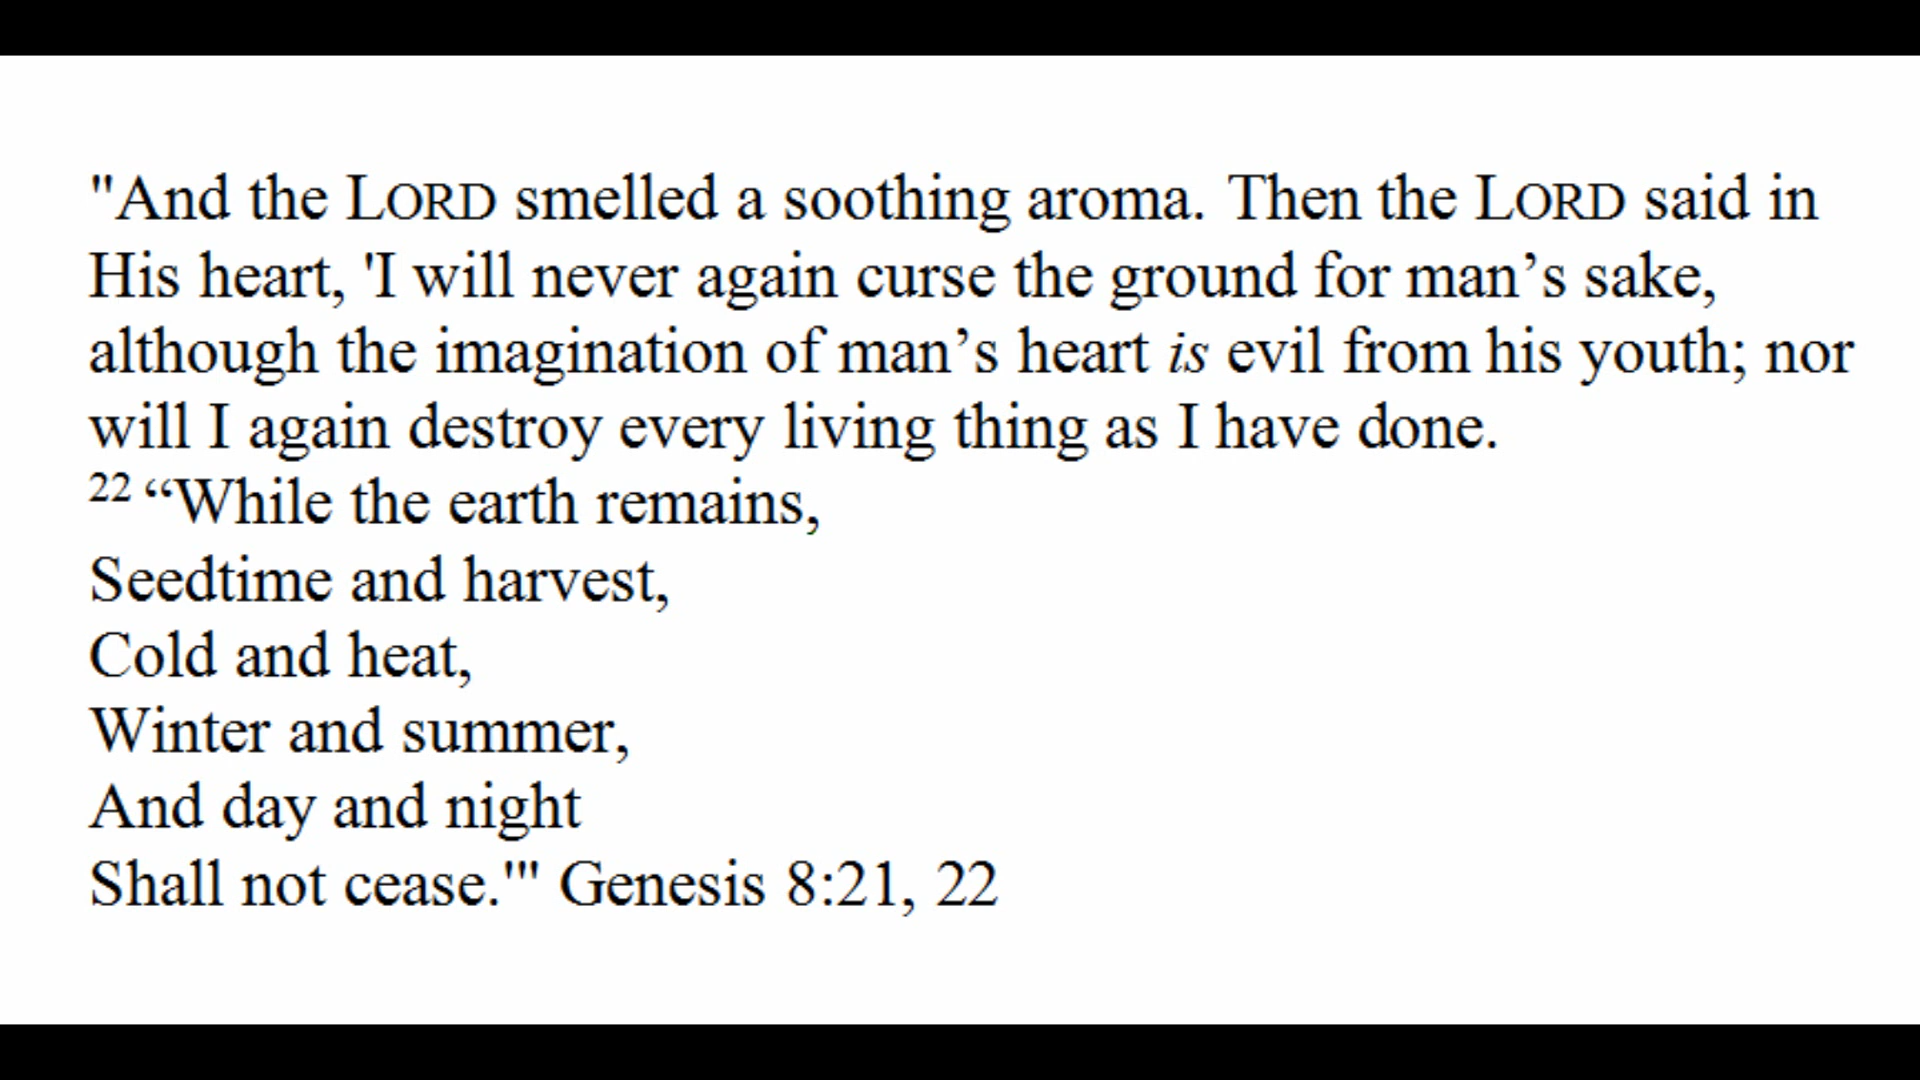 "And the LORD smelled a soothing aroma. Then the LORD said in
His heart, 'I will never again curse the ground for man’s sake,
although the imagination of man’s heart is evil from his youth; nor
will I again destroy every living thing as I have done.
22 “While the earth remains,
Seedtime and harvest,
Cold and heat,
Winter and summer,
And day and night
Shall not cease.'" Genesis 8:21, 22